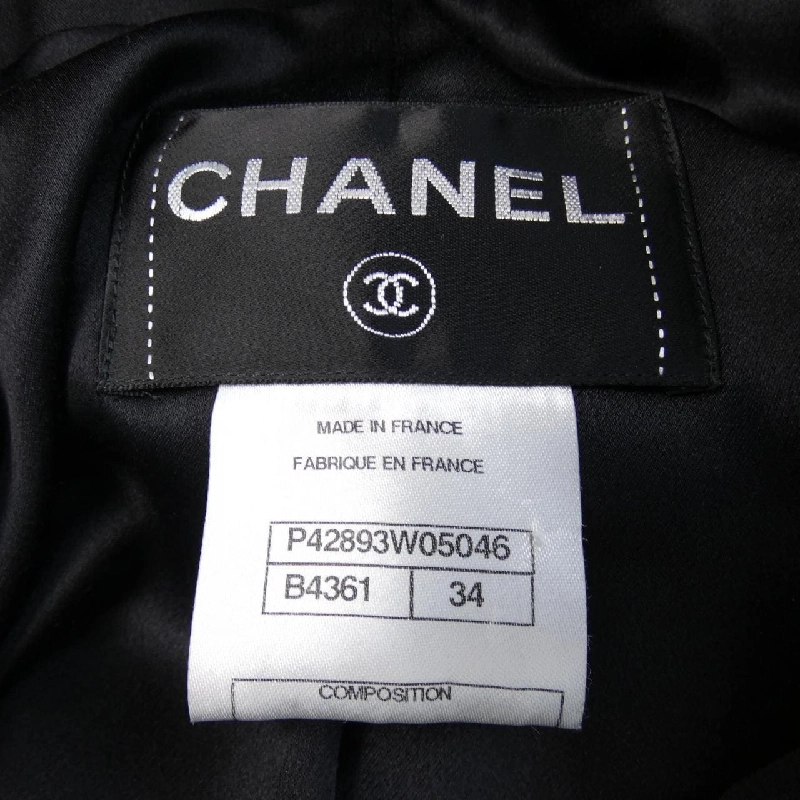 CHANEL
MADE IN FRANCE
FABRIQUE EN FRANCE
P42893W05046
B4361 34
COMPOSITION